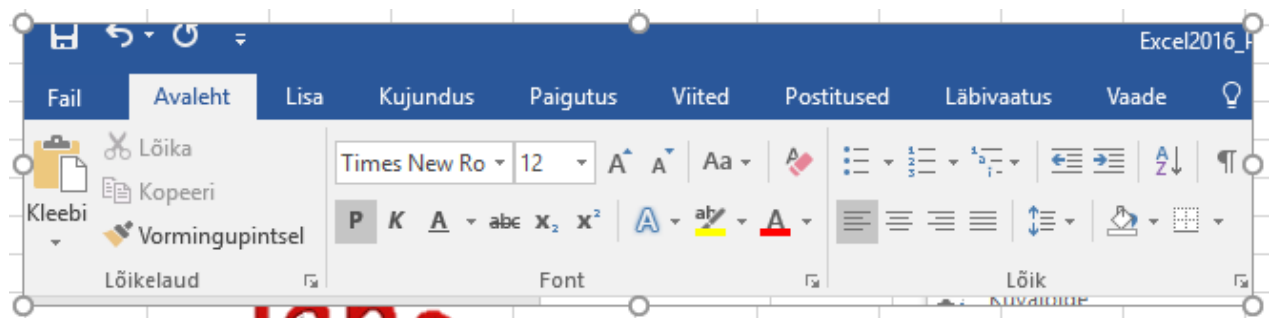 Excel2016_
Fail Avaleht Lisa Kujundus Paigutus Viited Postitused Läbivaatus Vaade
Lõika
Kopeeri
Kleebi
Vormingupintsel
Times New Ro 12 A A Aa
P K A abc X₂ X² A ab A
A Z ¶
Lõikelaud Font Lõik